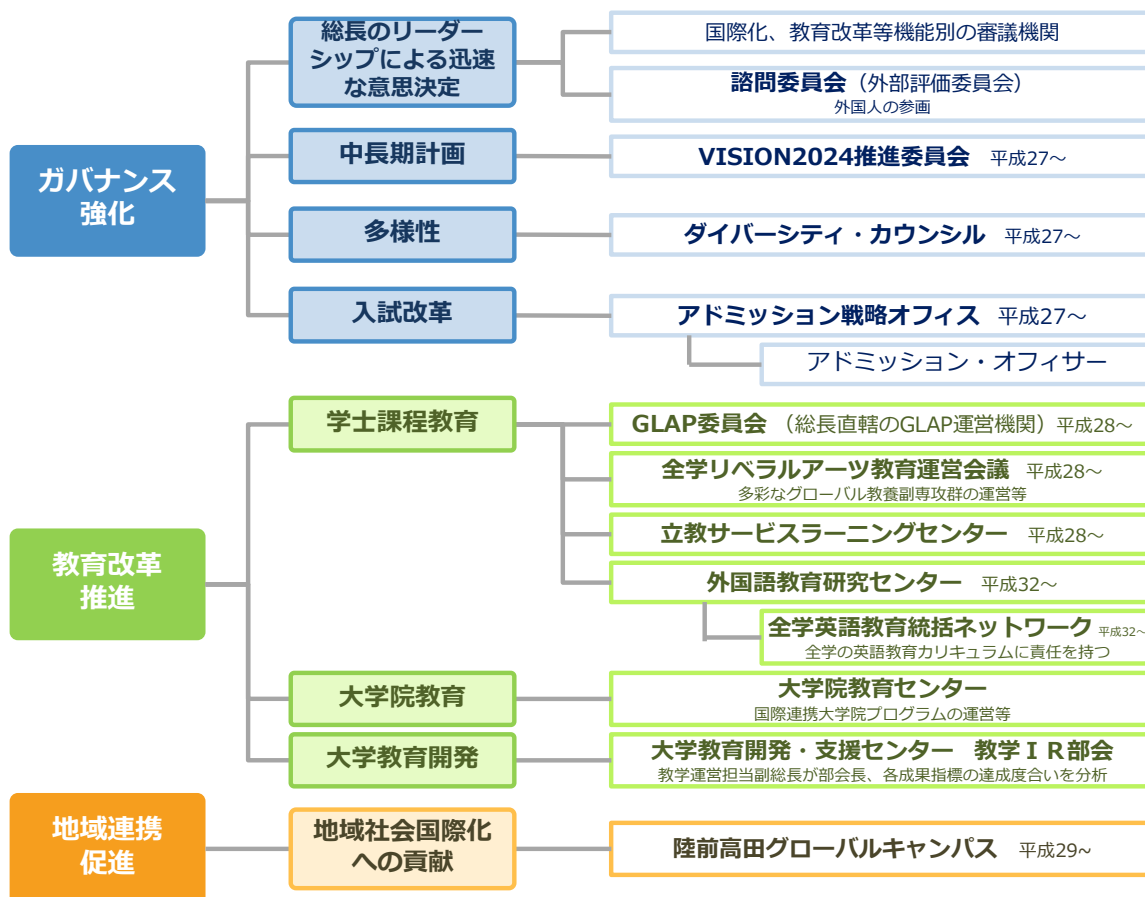 ガバナンス
強化
総長のリーダー
シップによる迅速
な意思決定
国際化、教育改革等機能別の審議機関
諮問委員会（外部評価委員会）
外国人の参画
中長期計画
VISION2024推進委員会 平成27～
多様性
ダイバーシティ・カウンシル 平成27～
入試改革
アドミッション戦略オフィス 平成27～
アドミッション・オフィサー
教育改革
推進
学士課程教育
GLAP委員会 （総長直轄のGLAP運営機関）平成28～
全学リベラルアーツ教育運営会議 平成28～
多彩なグローバル教養副専攻群の運営等
立教サービスラーニングセンター 平成28～
外国語教育研究センター 平成32～
全学英語教育統括ネットワーク 平成32～
全学の英語教育カリキュラムに責任を持つ
大学院教育
大学院教育センター
国際連携大学院プログラムの運営等
大学教育開発
大学教育開発・支援センター 教学ＩＲ部会
教学運営担当副総長が部会長、各成果指標の達成度合いを分析
地域連携
促進
地域社会国際化
への貢献
陸前高田グローバルキャンパス 平成29~